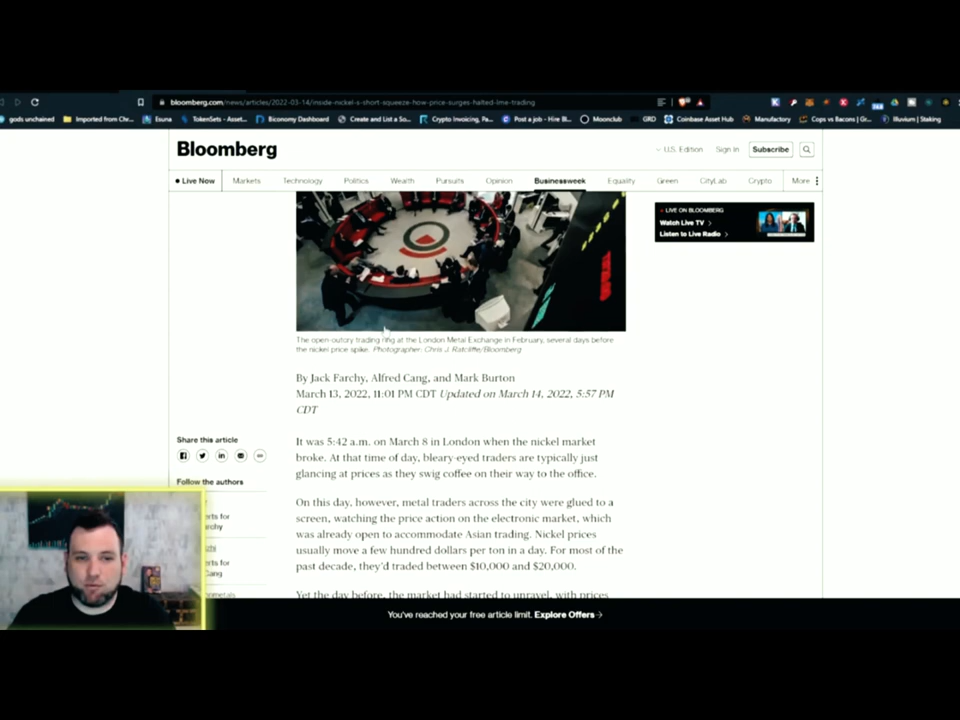 bloomberg.com/news/articles/2022-03-14/inside-nickel-s-short-squeeze-how-price-surges-halted-lme-trading
gods unchained Imported from Chr... Esuna TokenSets - Asset... Biconomy Dashboard Create and List a So... Crypto Invoicing, Pa... Post a job - Hire Bl... Moonclub GRD Coinbase Asset Hub Manufactory Cops vs Bacons | Gr... Illuvium | Staking
Bloomberg
U.S. Edition Sign In Subscribe
Live Now Markets Technology Politics Wealth Pursuits Opinion Businessweek Equality Green CityLab Crypto More
LIVE ON BLOOMBERG
Watch Live TV
Listen to Live Radio
The open-outcry trading ring at the London Metal Exchange in February, several days before
the nickel price spike. Photographer: Chris J. Ratcliffe/Bloomberg
By Jack Farchy, Alfred Cang, and Mark Burton
March 13, 2022, 11:01 PM CDT Updated on March 14, 2022, 5:57 PM
CDT
Share this article
Follow the authors
It was 5:42 a.m. on March 8 in London when the nickel market
broke. At that time of day, bleary-eyed traders are typically just
glancing at prices as they swig coffee on their way to the office.
On this day, however, metal traders across the city were glued to a
screen, watching the price action on the electronic market, which
was already open to accommodate Asian trading. Nickel prices
usually move a few hundred dollars per ton in a day. For most of the
past decade, they'd traded between $10,000 and $20,000.
Yet the day before, the market had started to unravel, with prices
You've reached your free article limit. Explore Offers